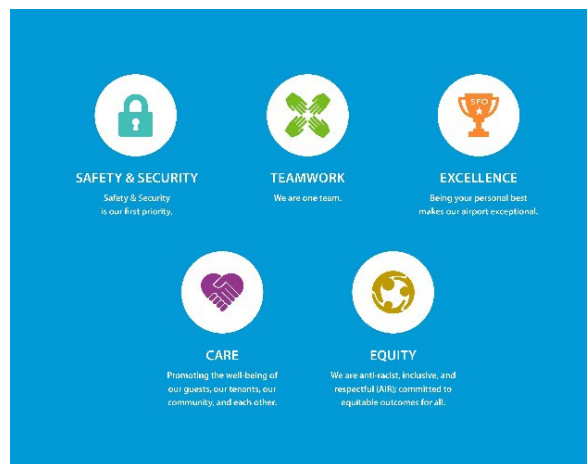 SFO
SAFETY & SECURITY
Safety & Security
is our first priority.
TEAMWORK
We are one team.
EXCELLENCE
Being your personal best
makes our airport exceptional.
CARE
Promoting the well-being of
our guests, our tenants, our
community, and each other.
EQUITY
We are anti-racist, inclusive, and
respectful (AIR); committed to
equitable outcomes for all.